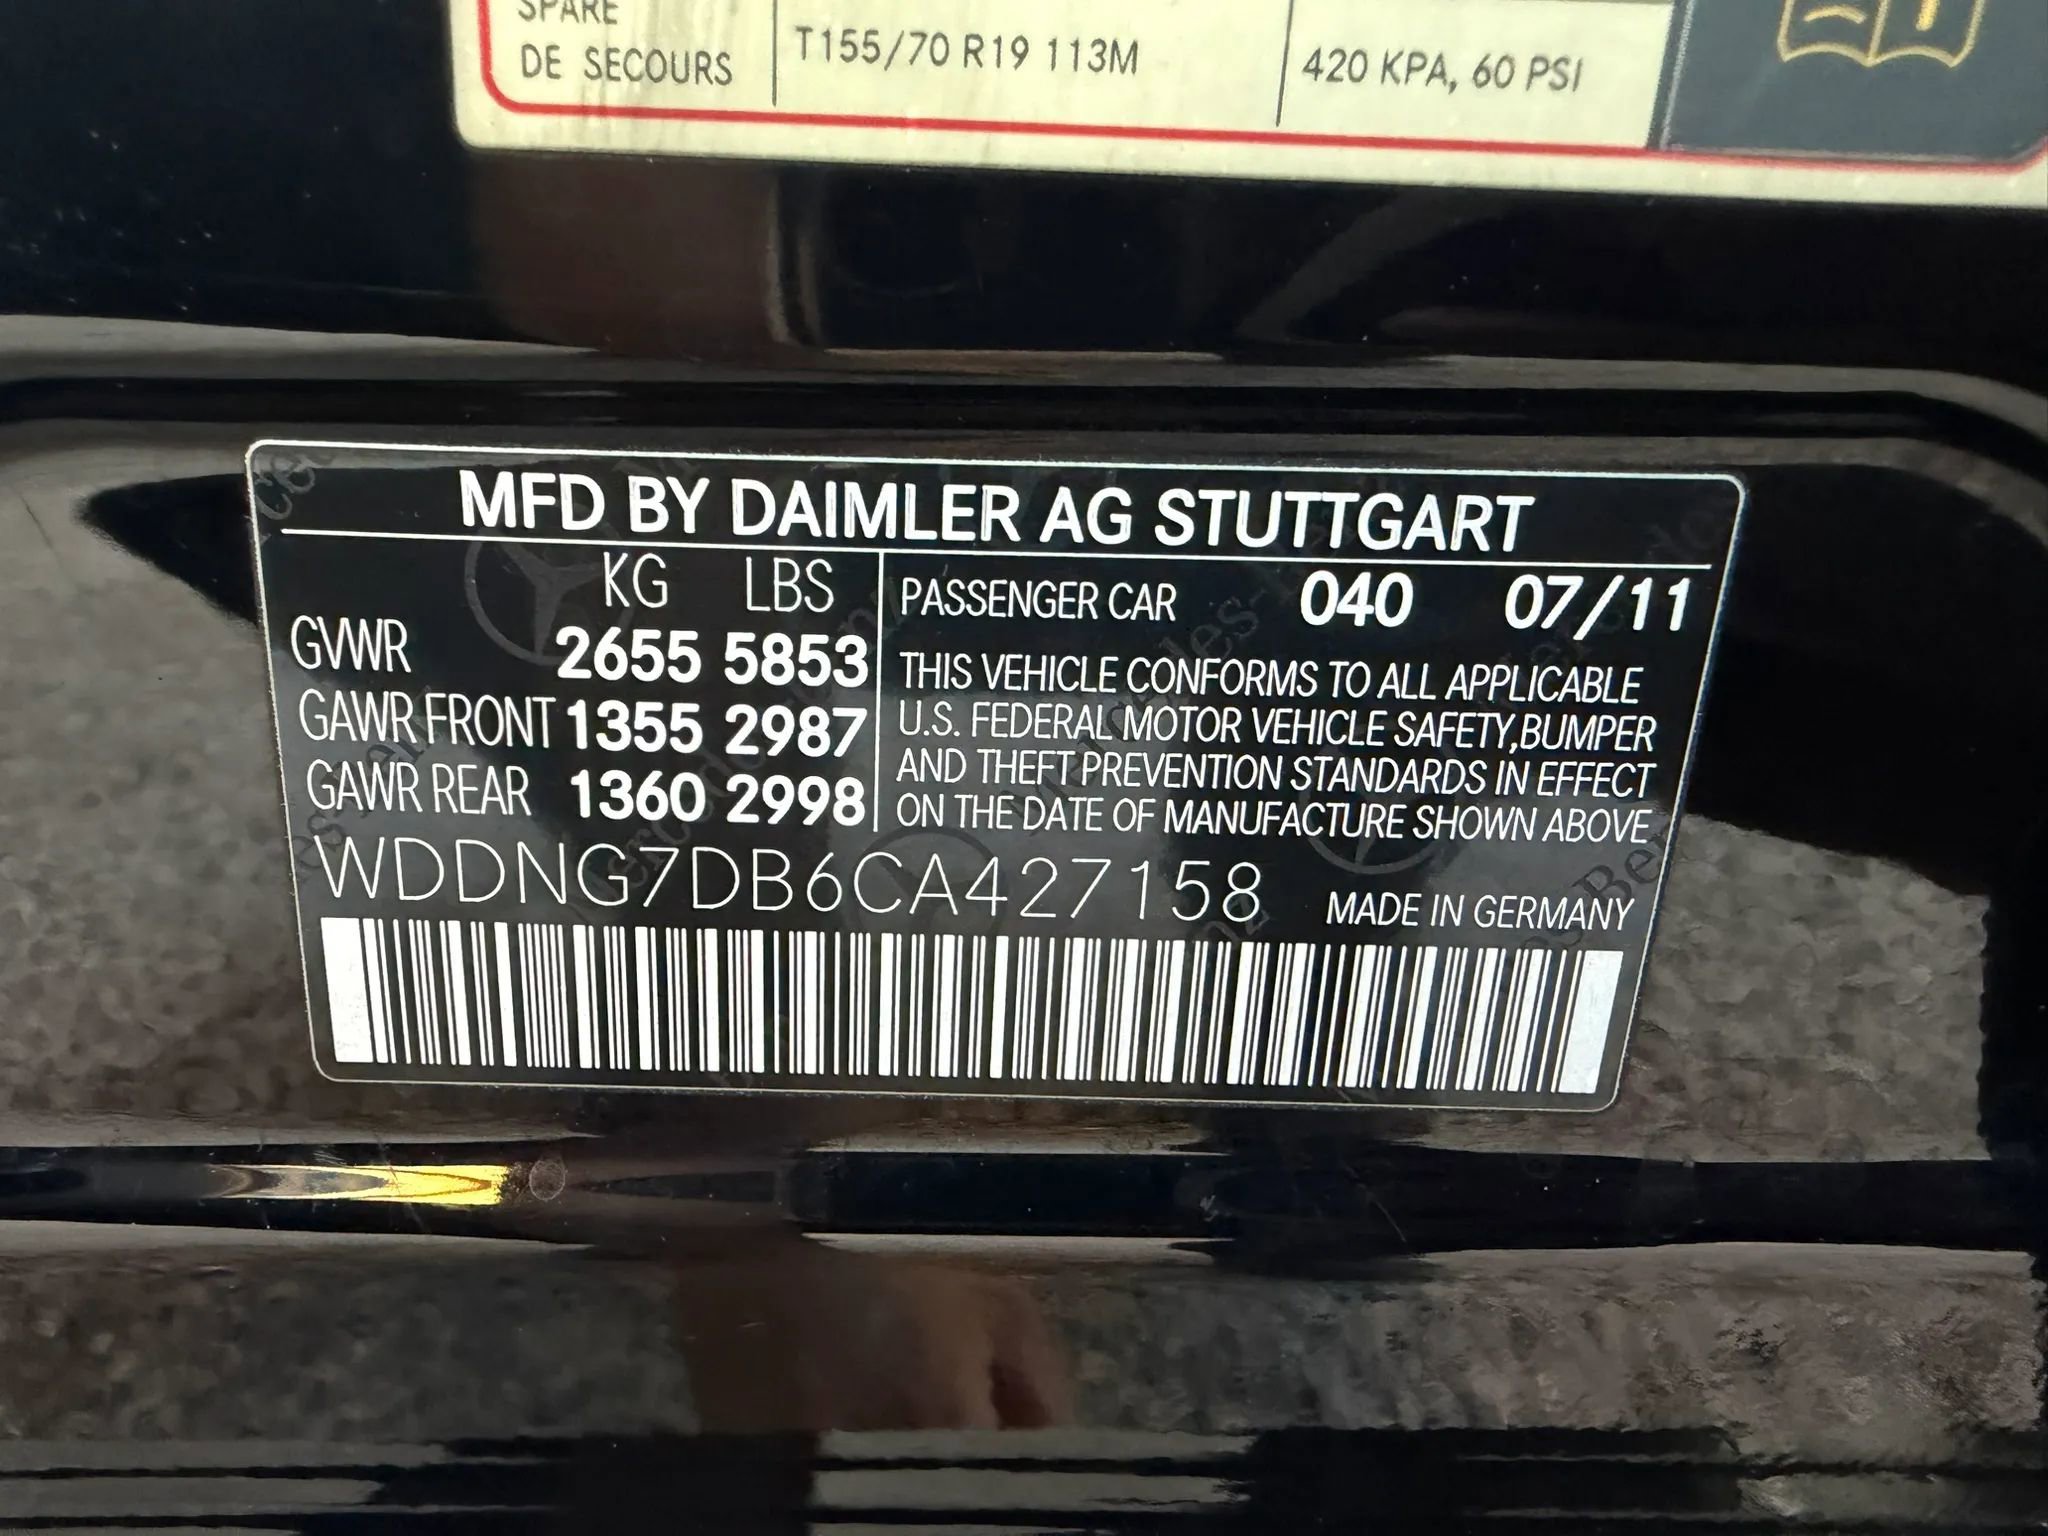 SPARE
DE SECOURS T155/70 R19 113M 420 KPA, 60 PSI
MFD BY DAIMLER AG STUTTGART
KG LBS
GVWR 2655 5853
GAWR FRONT 1355 2987
GAWR REAR 1360 2998
PASSENGER CAR 040 07/11
THIS VEHICLE CONFORMS TO ALL APPLICABLE
U.S. FEDERAL MOTOR VEHICLE SAFETY,BUMPER
AND THEFT PREVENTION STANDARDS IN EFFECT
ON THE DATE OF MANUFACTURE SHOWN ABOVE
WDDNG7DB6CA427158 MADE IN GERMANY